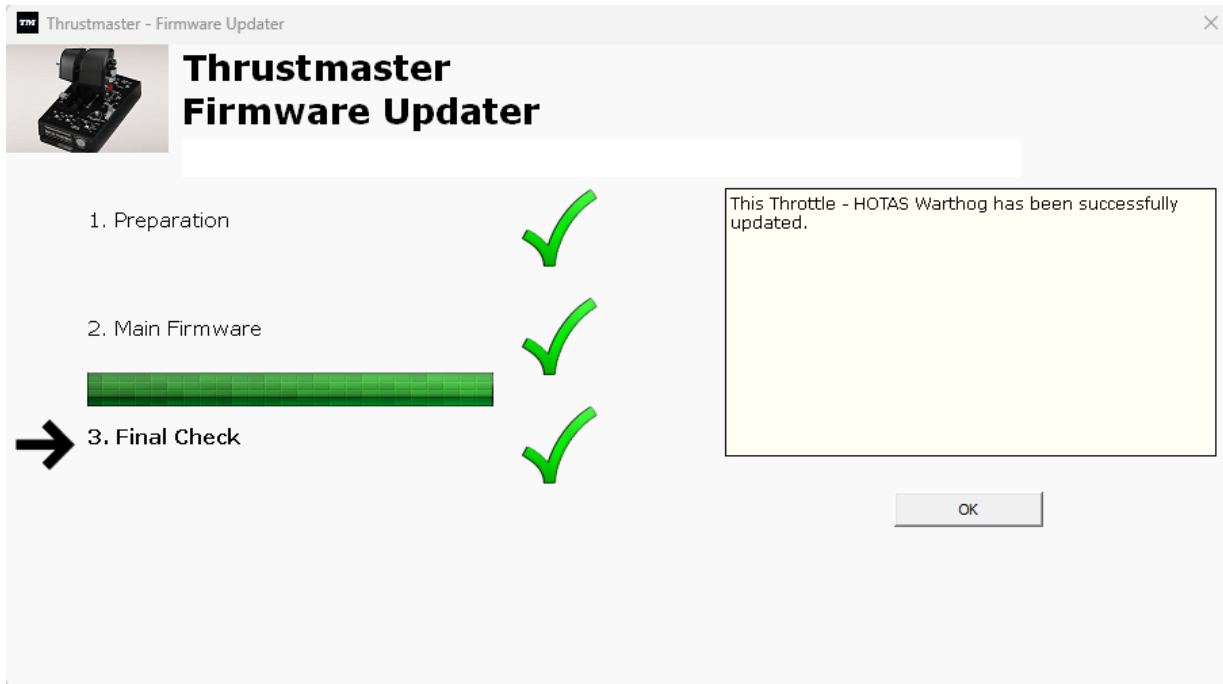 TM Thrustmaster - Firmware Updater
Thrustmaster
Firmware Updater
1. Preparation
2. Main Firmware
3. Final Check
This Throttle - HOTAS Warthog has been successfully
updated.
OK